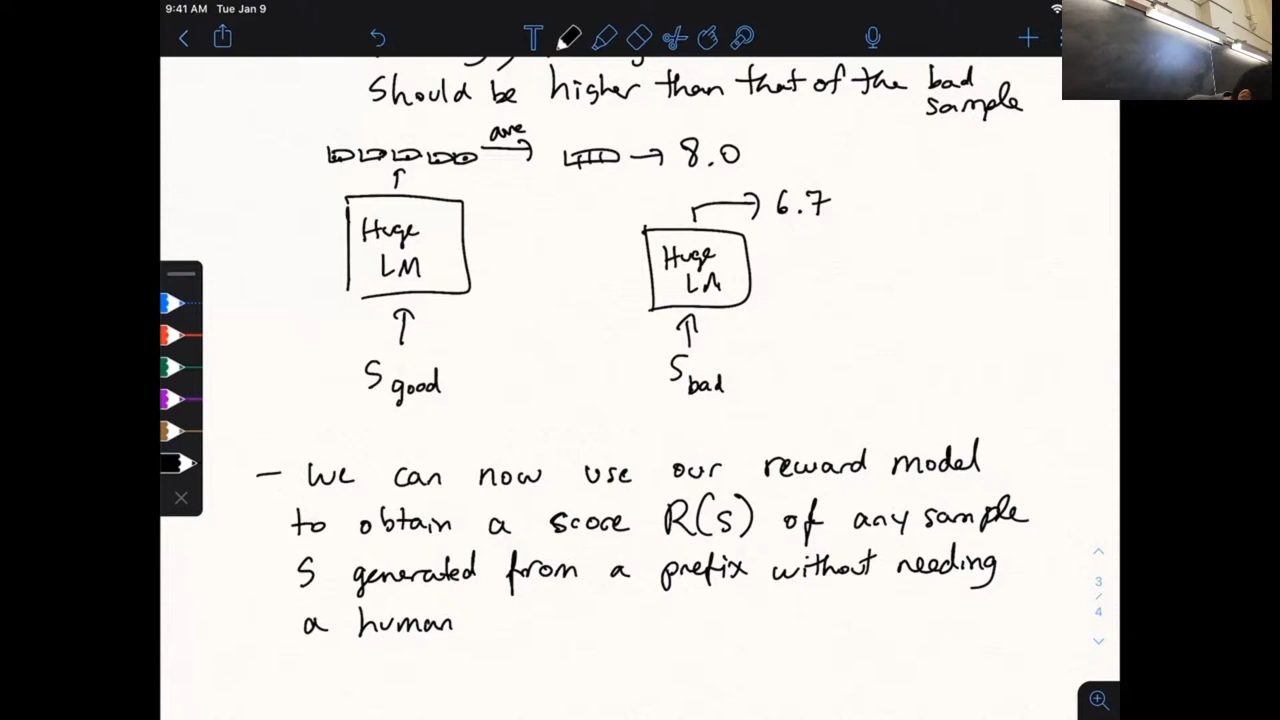 9:41 AM Tue Jan 9
T
should be higher than that of the bad
sample
ave
8.0
6.7
Huge
LM
Huge
LM
S good
S bad
- We can now use our reward model
to obtain a score R(s) of any sample
S generated from a prefix without needing
a human
3
/
4